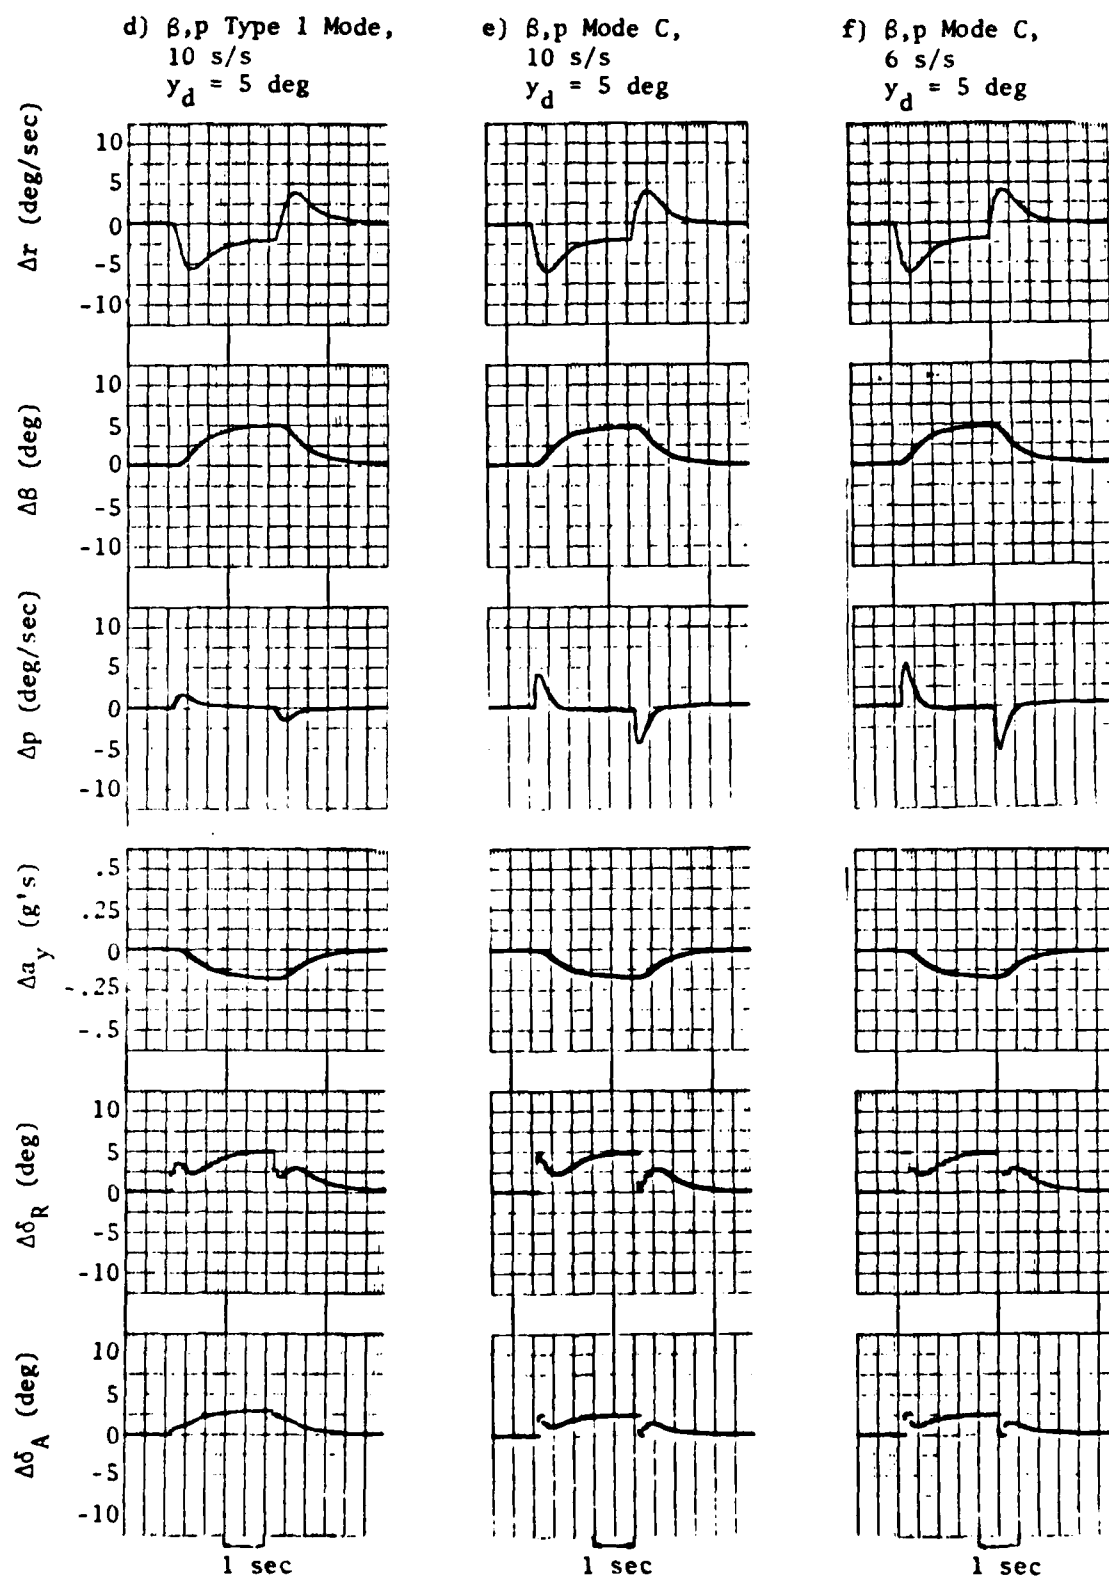 d) β,p Type 1 Mode,
10 s/s
y_d = 5 deg
e) β,p Mode C,
10 s/s
y_d = 5 deg
f) β,p Mode C,
6 s/s
y_d = 5 deg
Δr (deg/sec)
10
5
0
-5
-10
Δβ (deg)
10
5
0
-5
-10
Δp (deg/sec)
10
5
0
-5
-10
Δa_y (g's)
.5
.25
0
-.25
-.5
Δδ_R (deg)
10
5
0
-5
-10
Δδ_A (deg)
10
5
0
-5
-10
1 sec
1 sec
1 sec